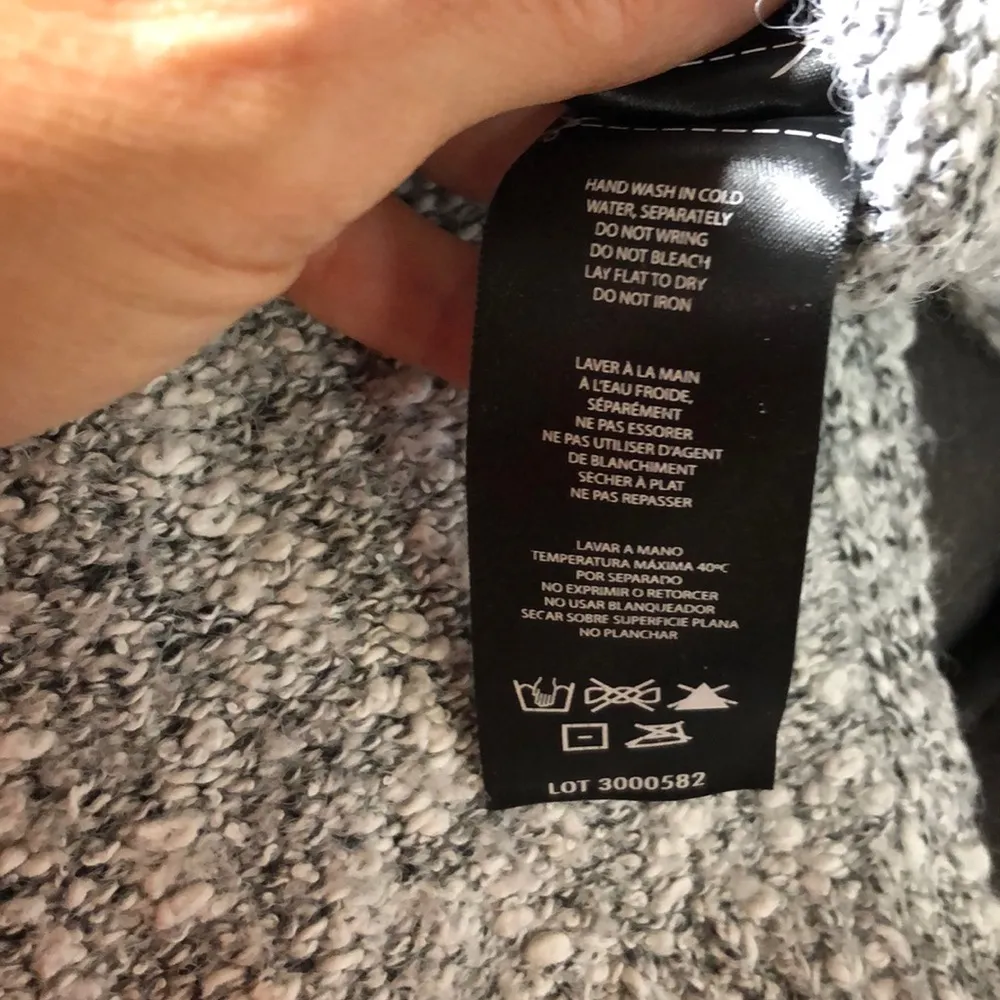 HAND WASH IN COLD
WATER, SEPARATELY
DO NOT WRING
DO NOT BLEACH
LAY FLAT TO DRY
DO NOT IRON
LAVER À LA MAIN
À L'EAU FROIDE,
SÉPARÉMENT
NE PAS ESSORER
NE PAS UTILISER D'AGENT
DE BLANCHIMENT
SÉCHER À PLAT
NE PAS REPASSER
LAVAR A MANO
TEMPERATURA MÁXIMA 40ºC
POR SEPARADO
NO EXPRIMIR O RETORCER
NO USAR BLANQUEADOR
SECAR SOBRE SUPERFICIE PLANA
NO PLANCHAR
LOT 3000582